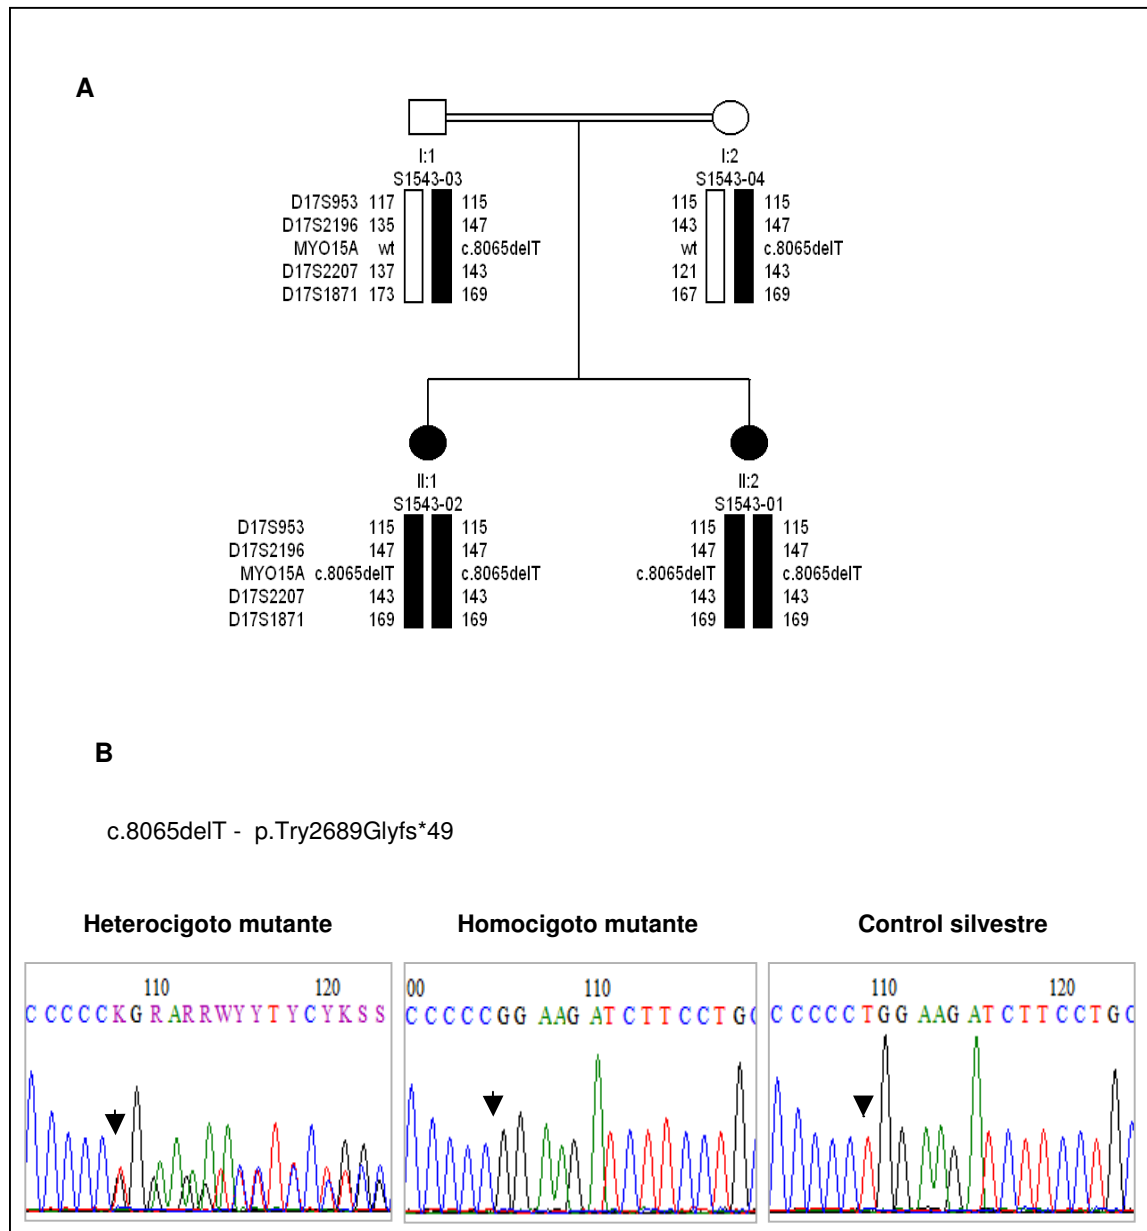 A
I:1 I:2
S1543-03 S1543-04
D17S953 117 115 115 115
D17S2196 135 147 143 147
MYO15A wt c.8065delT wt c.8065delT
D17S2207 137 143 121 143
D17S1871 173 169 167 169
II:1 II:2
S1543-02 S1543-01
D17S953 115 115 115 115
D17S2196 147 147 147 147
MYO15A c.8065delT c.8065delT c.8065delT c.8065delT
D17S2207 143 143 143 143
D17S1871 169 169 169 169
B
c.8065delT - p.Try2689Glyfs*49
Heterocigoto mutante Homocigoto mutante Control silvestre
110 120 00 110 110 120
C C C C C K G R A R R W Y Y T Y C Y K S S C C C C C G G A A G A T C T T C C T G C C C C C T G G A A G A T C T T C C T G C